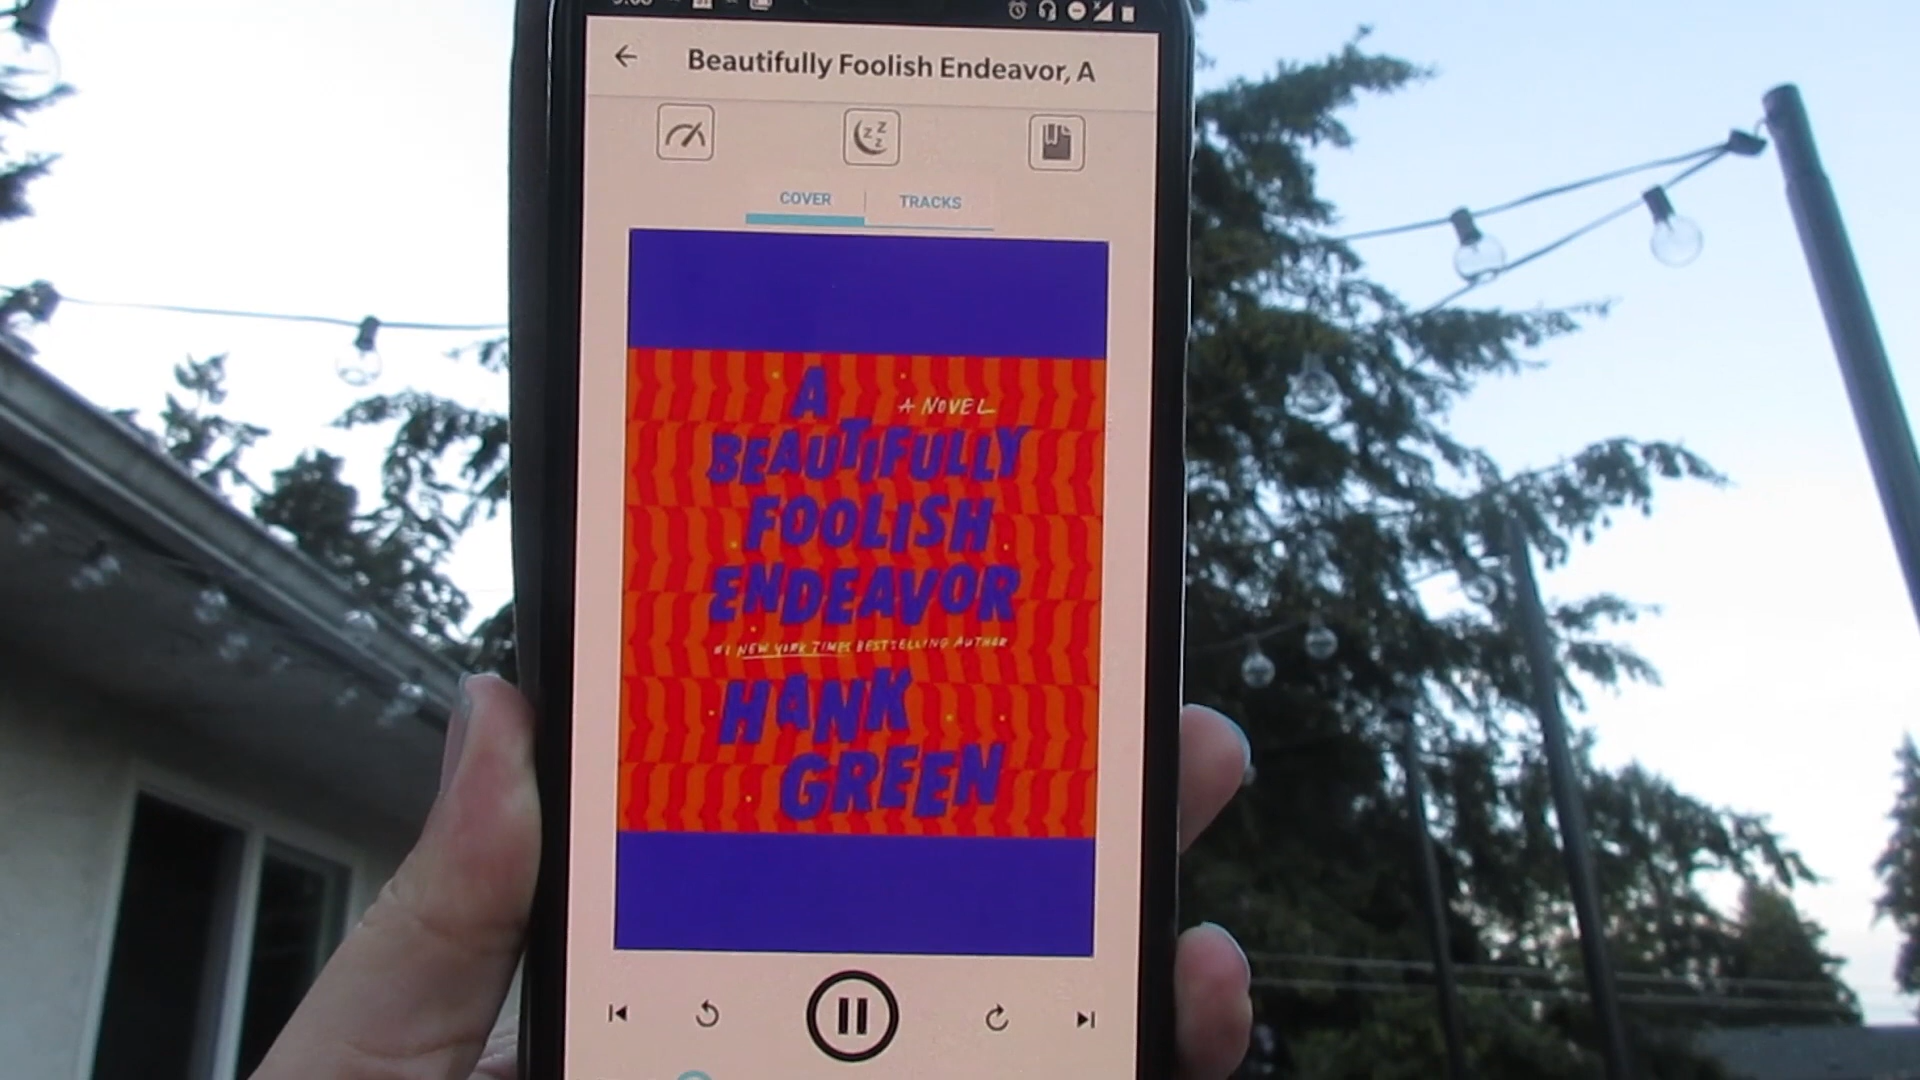 Beautifully Foolish Endeavor, A
z z z
COVER TRACKS
A
A NOVEL
BEAUTIFULLY
FOOLISH
ENDEAVOR
#1 NEW YORK TIMES BESTSELLING AUTHOR
HANK
GREEN